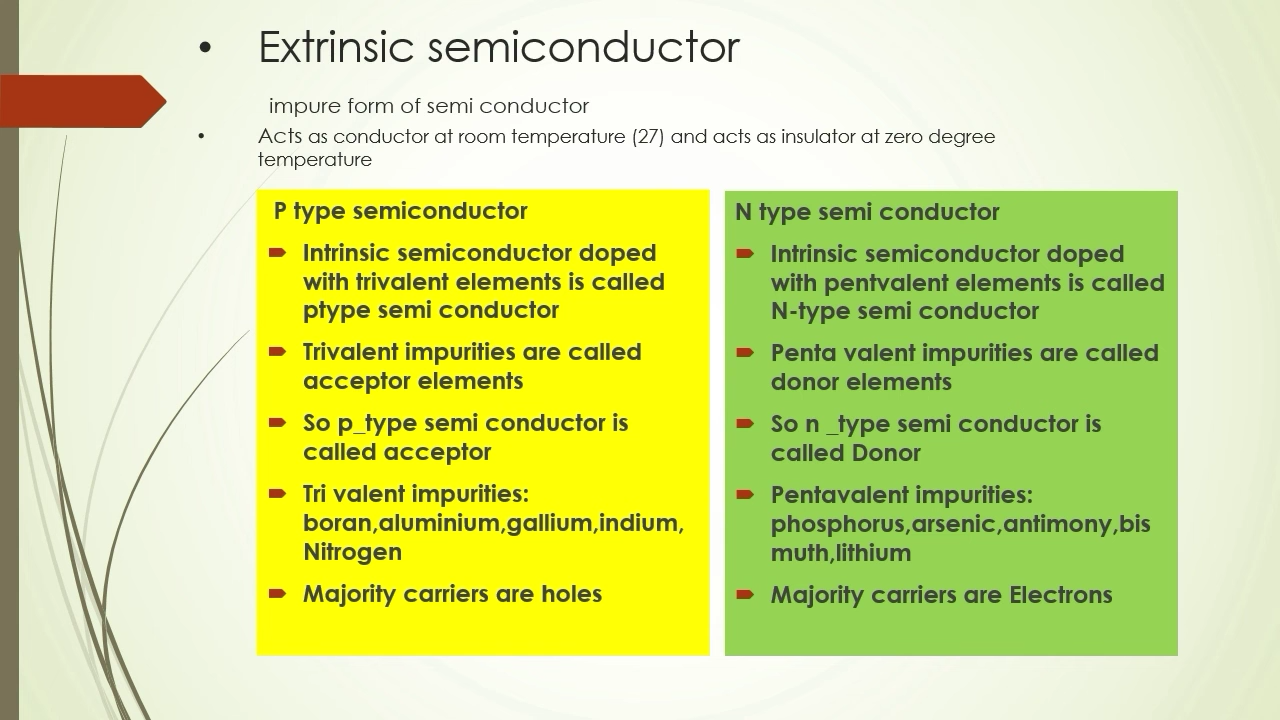 • Extrinsic semiconductor
impure form of semi conductor
• Acts as conductor at room temperature (27) and acts as insulator at zero degree
temperature
P type semiconductor
Intrinsic semiconductor doped
with trivalent elements is called
ptype semi conductor
Trivalent impurities are called
acceptor elements
So p_type semi conductor is
called acceptor
Tri valent impurities:
boran,aluminium,gallium,indium,
Nitrogen
Majority carriers are holes
N type semi conductor
Intrinsic semiconductor doped
with pentvalent elements is called
N-type semi conductor
Penta valent impurities are called
donor elements
So n _type semi conductor is
called Donor
Pentavalent impurities:
phosphorus,arsenic,antimony,bis
muth,lithium
Majority carriers are Electrons